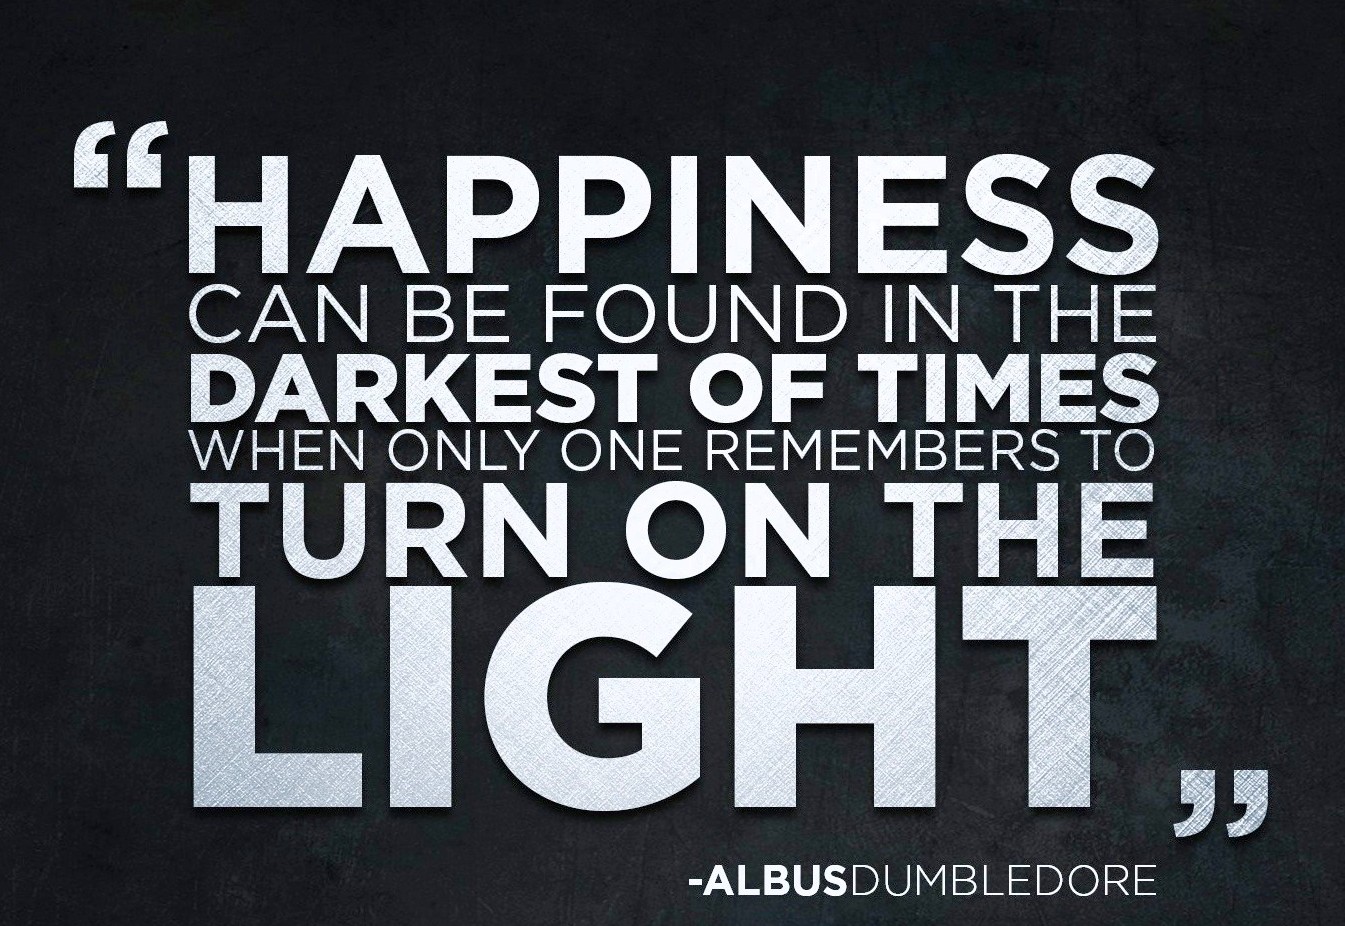 “HAPPINESS
CAN BE FOUND IN THE
DARKEST OF TIMES
WHEN ONLY ONE REMEMBERS TO
TURN ON THE
LIGHT”
-ALBUSDUMBLEDORE